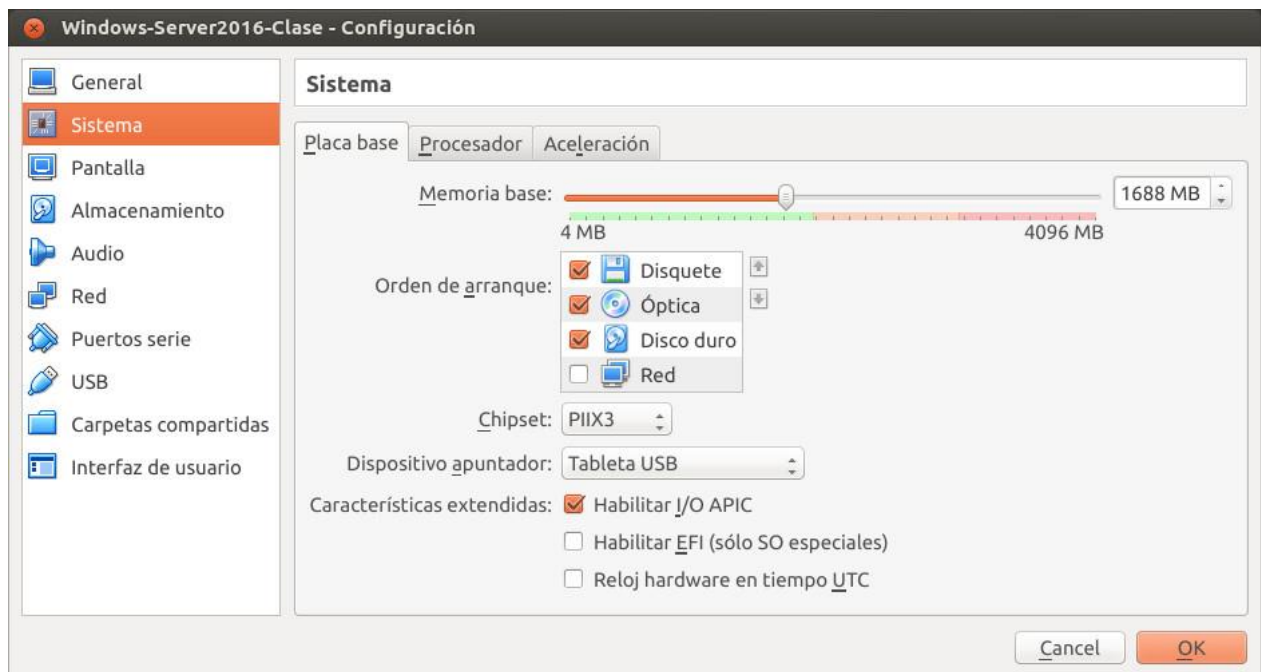 Windows-Server2016-Clase - Configuración
General
Sistema
Pantalla
Almacenamiento
Audio
Red
Puertos serie
USB
Carpetas compartidas
Interfaz de usuario
Sistema
Placa base Procesador Aceleración
Memoria base: 1688 MB
4 MB 4096 MB
Orden de arranque: Disquete
Óptica
Disco duro
Red
Chipset: PIIX3
Dispositivo apuntador: Tableta USB
Características extendidas: Habilitar I/O APIC
Habilitar EFI (sólo SO especiales)
Reloj hardware en tiempo UTC
Cancel OK